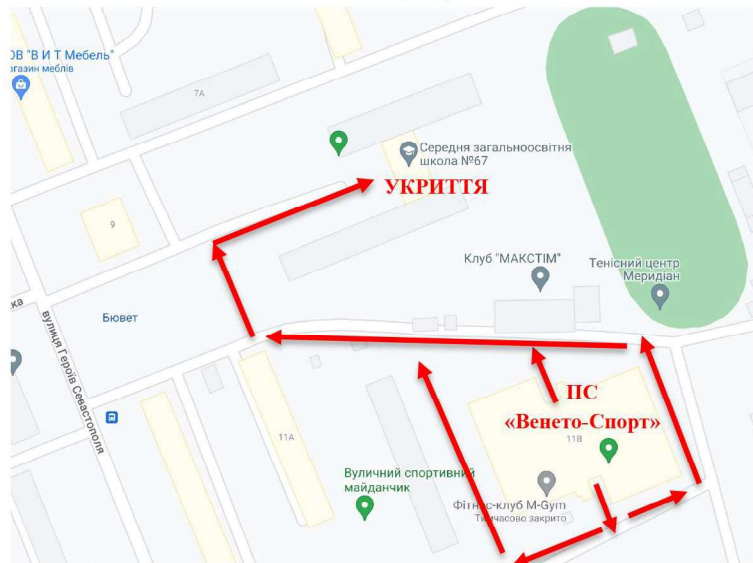 ОВ "В И Т Мебель"
агазин меблів
7А
Середня загальноосвітня
школа №67
УКРИТТЯ
9
Клуб "МАКСТІМ"
Тенісний центр
Меридіан
ка
Бювет
вулиця Героїв Севастополя
ПС
«Венето-Спорт»
11А
11В
Вуличний спортивний
майданчик
Фітнес-клуб M-Gym
Тимчасово закрито